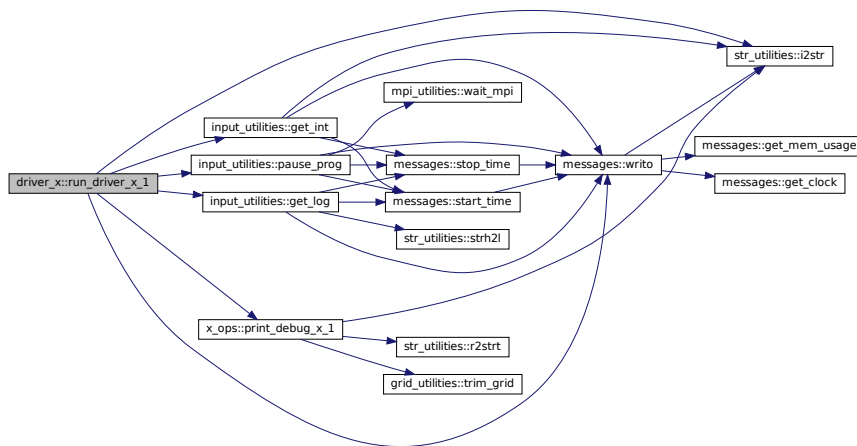 str_utilities::i2str
mpi_utilities::wait_mpi
input_utilities::get_int
messages::get_mem_usage
input_utilities::pause_prog
messages::stop_time
messages::writo
driver_x::run_driver_x_1
messages::get_clock
input_utilities::get_log
messages::start_time
str_utilities::strh2l
x_ops::print_debug_x_1
str_utilities::r2strt
grid_utilities::trim_grid